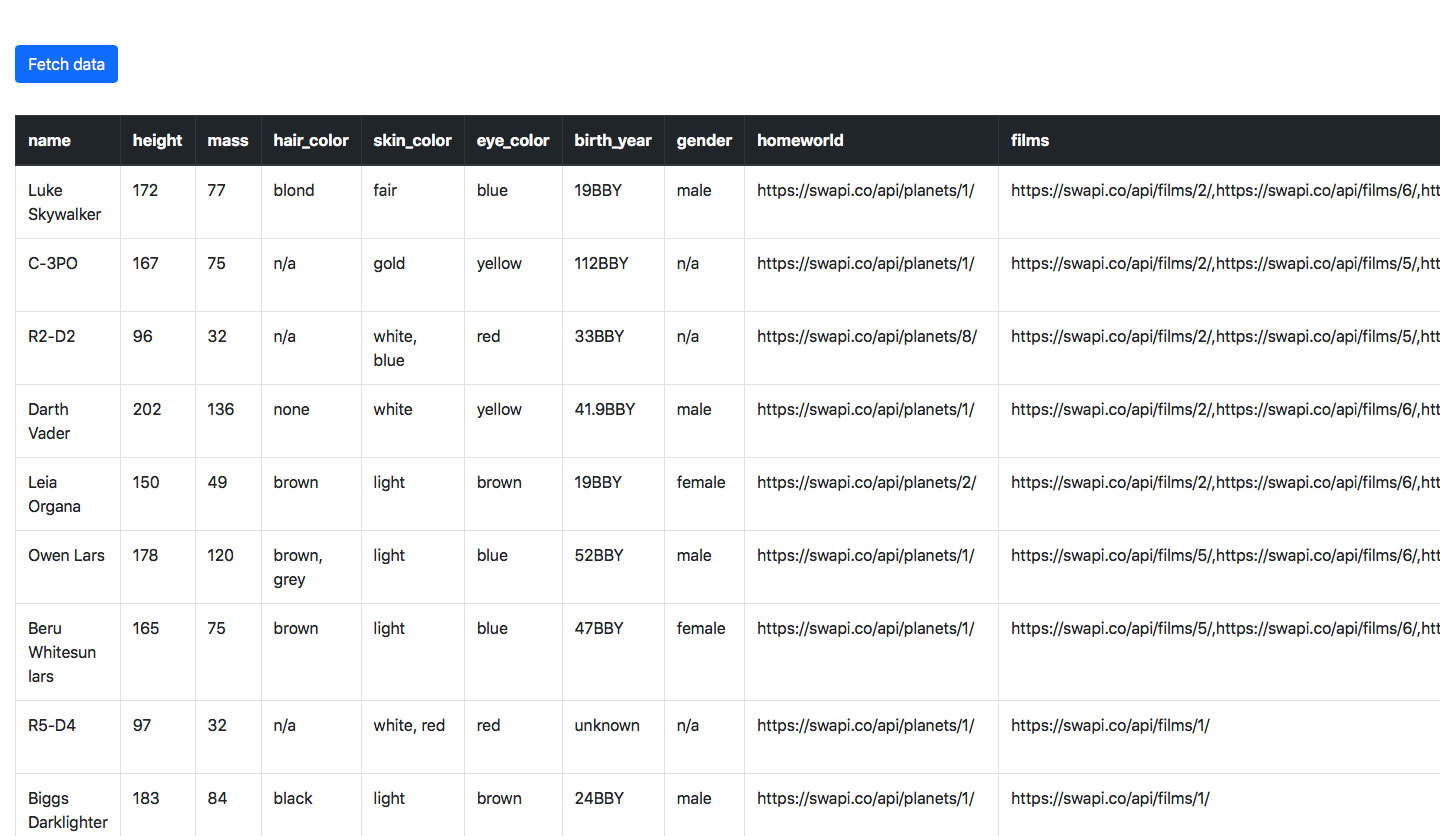 Fetch data
name height mass hair_color skin_color eye_color birth_year gender homeworld films
Luke Skywalker 172 77 blond fair blue 19BBY male https://swapi.co/api/planets/1/ https://swapi.co/api/films/2/,https://swapi.co/api/films/6/,htt
C-3PO 167 75 n/a gold yellow 112BBY n/a https://swapi.co/api/planets/1/ https://swapi.co/api/films/2/,https://swapi.co/api/films/5/,htt
R2-D2 96 32 n/a white, blue red 33BBY n/a https://swapi.co/api/planets/8/ https://swapi.co/api/films/2/,https://swapi.co/api/films/5/,htt
Darth Vader 202 136 none white yellow 41.9BBY male https://swapi.co/api/planets/1/ https://swapi.co/api/films/2/,https://swapi.co/api/films/6/,htt
Leia Organa 150 49 brown light brown 19BBY female https://swapi.co/api/planets/2/ https://swapi.co/api/films/2/,https://swapi.co/api/films/6/,htt
Owen Lars 178 120 brown, grey light blue 52BBY male https://swapi.co/api/planets/1/ https://swapi.co/api/films/5/,https://swapi.co/api/films/6/,htt
Beru Whitesun lars 165 75 brown light blue 47BBY female https://swapi.co/api/planets/1/ https://swapi.co/api/films/5/,https://swapi.co/api/films/6/,htt
R5-D4 97 32 n/a white, red red unknown n/a https://swapi.co/api/planets/1/ https://swapi.co/api/films/1/
Biggs Darklighter 183 84 black light brown 24BBY male https://swapi.co/api/planets/1/ https://swapi.co/api/films/1/